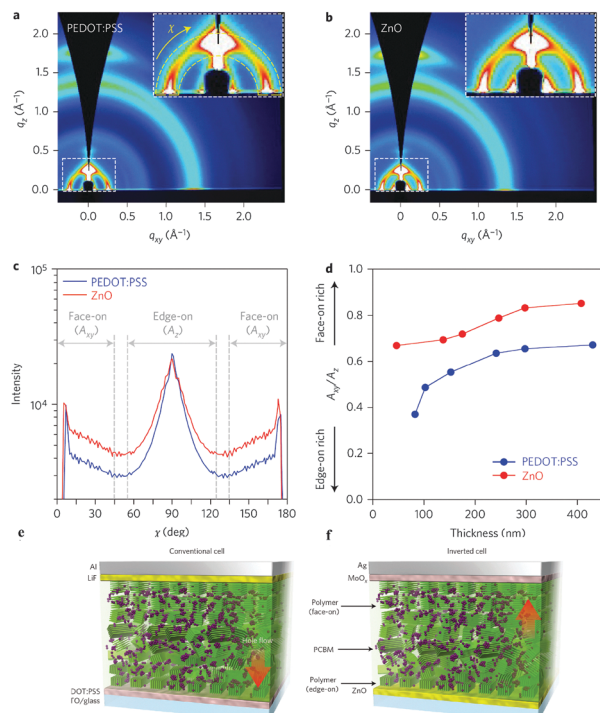 a
PEDOT:PSS
χ
2.0
1.5
1.0
0.5
0.0
qz (Å−1)
0.0 0.5 1.0 1.5 2.0
qxy (Å−1)
b
ZnO
2.0
1.5
1.0
0.5
0.0
qz (Å−1)
0.0 0.5 1.0 1.5 2.0
qxy (Å−1)
c
10^5
10^4
Intensity
PEDOT:PSS
ZnO
Face-on
(Axy)
Edge-on
(Az)
Face-on
(Axy)
0 45 90 135 180
χ (deg)
d
Face-on rich
Edge-on rich
Axy/Az
1.0
0.8
0.6
0.4
0.2
0.0
PEDOT:PSS
ZnO
0 100 200 300 400
Thickness (nm)
e
Conventional cell
Al
LiF
Hole flow
DOT:PSS
TO/glass
f
Inverted cell
Ag
MoOx
Polymer
(face-on)
PCBM
Polymer
(edge-on)
ZnO